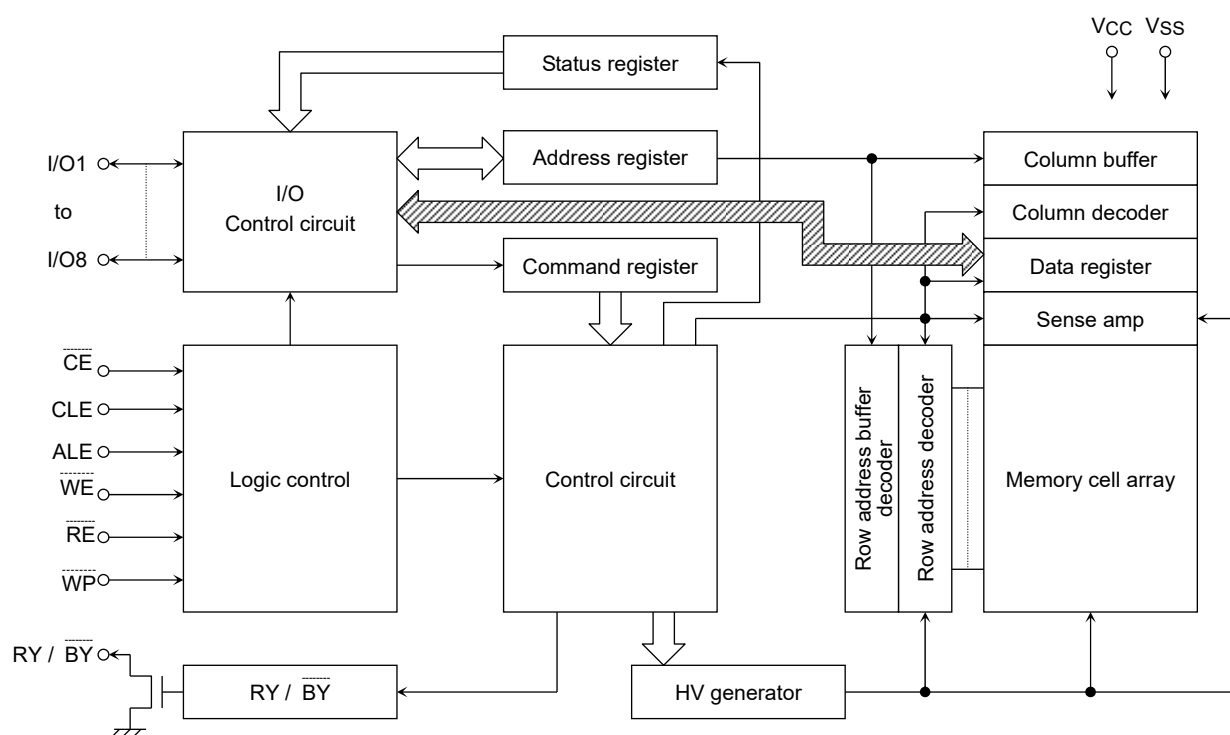 VCC VSS
Status register
I/O1
to
I/O8
I/O
Control circuit
Address register
Command register
Column buffer
Column decoder
Data register
Sense amp
CE
CLE
ALE
WE
RE
WP
Logic control
Control circuit
Row address buffer
decoder
Row address decoder
Memory cell array
RY / BY
RY / BY
HV generator